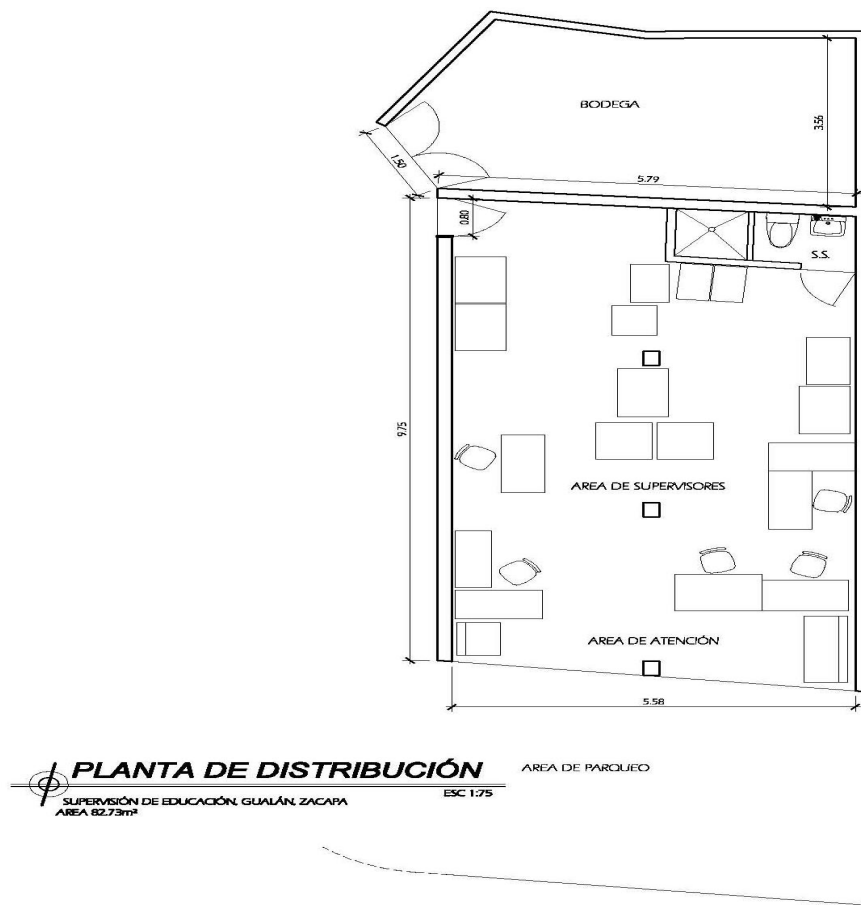 BODEGA
3.56
1.50
5.79
0.80
S.S.
9.75
AREA DE SUPERVISORES
AREA DE ATENCIÓN
5.58
PLANTA DE DISTRIBUCIÓN
ESC 1:75
SUPERVISIÓN DE EDUCACIÓN, GUALÁN, ZACAPA
AREA 82.73m²
AREA DE PARQUEO